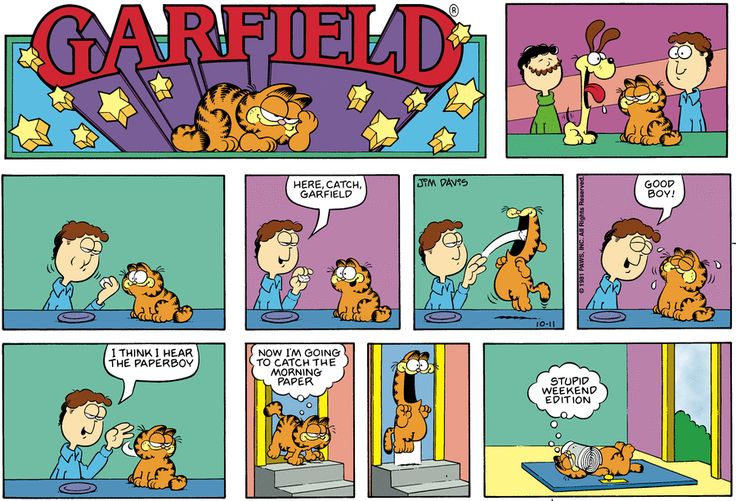 GARFIELD
®
HERE, CATCH,
GARFIELD
JIM DAVIS
10-11
© 1981 PAWS, INC. All Rights Reserved.
GOOD
BOY!
I THINK I HEAR
THE PAPERBOY
NOW I'M GOING
TO CATCH THE
MORNING
PAPER
STUPID
WEEKEND
EDITION